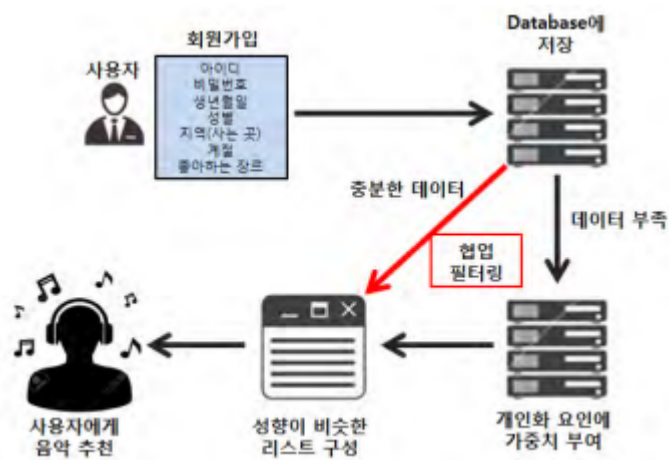 회원가입
사용자
아이디
비밀번호
생년월일
성별
지역(사는 곳)
계절
좋아하는 장르
Database에
저장
충분한 데이터
데이터 부족
협업
필터링
사용자에게
음악 추천
성향이 비슷한
리스트 구성
개인화 요인에
가중치 부여